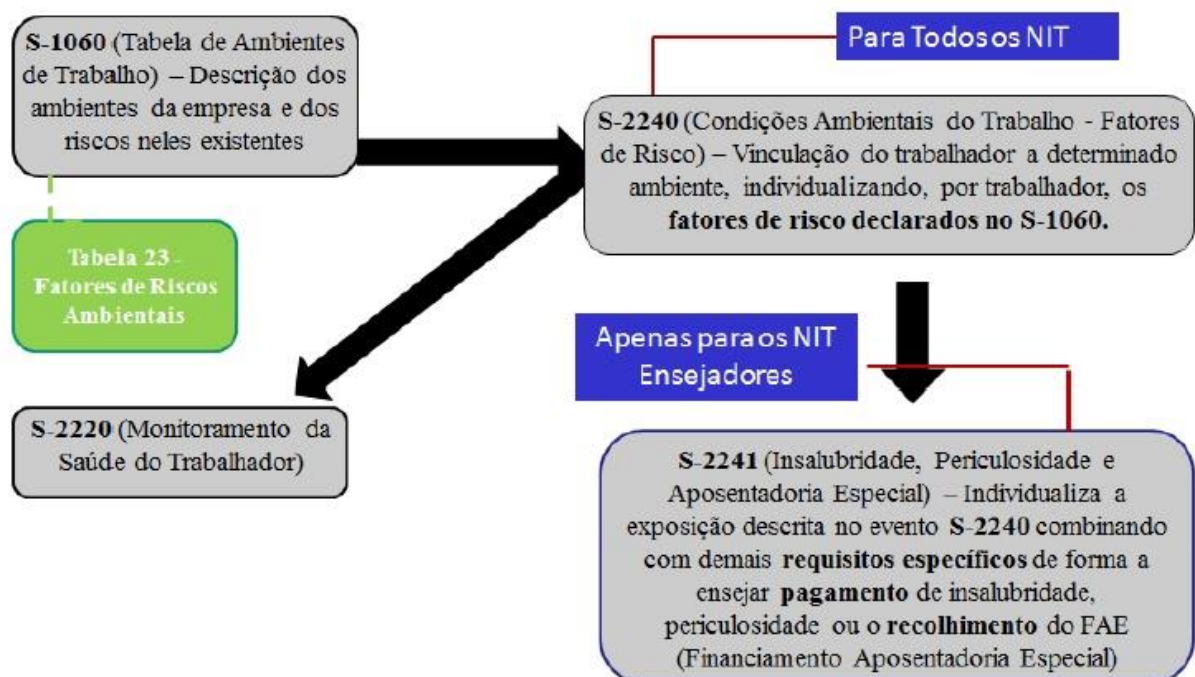 S-1060 (Tabela de Ambientes
de Trabalho) – Descrição dos
ambientes da empresa e dos
riscos neles existentes
Tabela 23 -
Fatores de Riscos
Ambientais
S-2220 (Monitoramento da
Saúde do Trabalhador)
Para Todos os NIT
S-2240 (Condições Ambientais do Trabalho - Fatores
de Risco) – Vinculação do trabalhador a determinado
ambiente, individualizando, por trabalhador, os
fatores de risco declarados no S-1060.
Apenas para os NIT
Ensejadores
S-2241 (Insalubridade, Periculosidade e
Aposentadoria Especial) – Individualiza a
exposição descrita no evento S-2240 combinando
com demais requisitos específicos de forma a
ensejar pagamento de insalubridade,
periculosidade ou o recolhimento do FAE
(Financiamento Aposentadoria Especial)